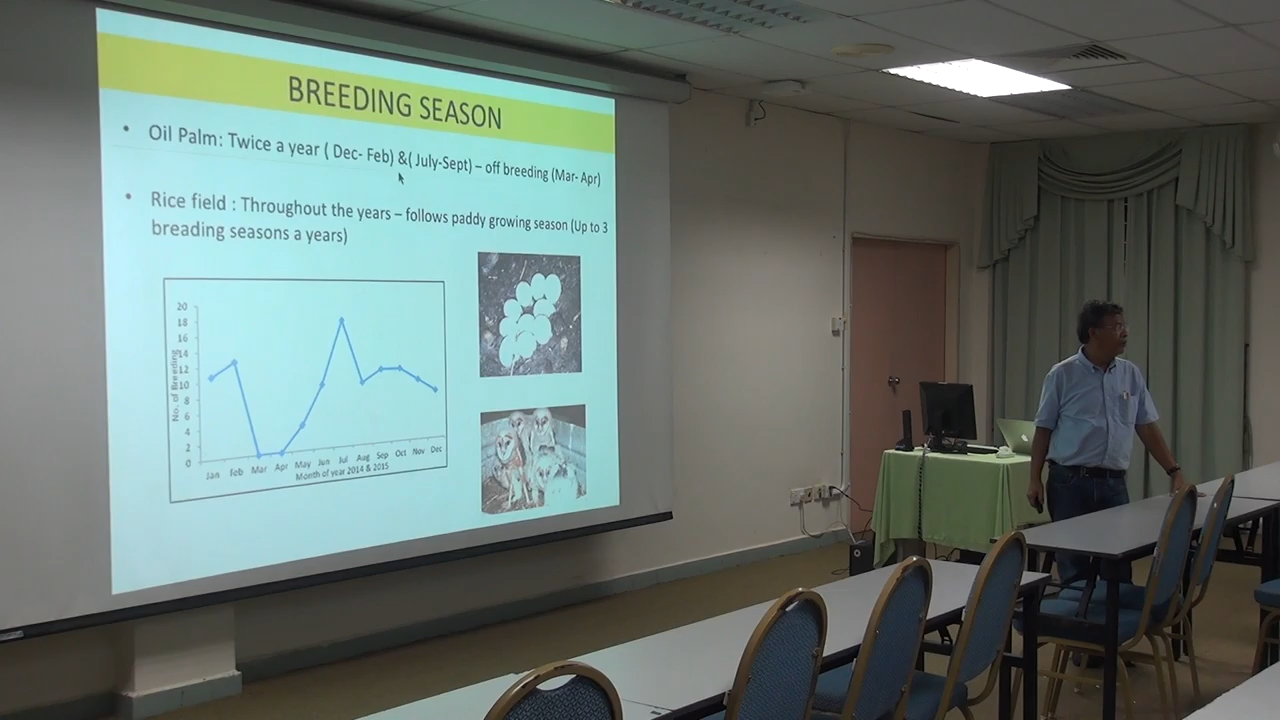 BREEDING SEASON
• Oil Palm: Twice a year ( Dec- Feb) &( July-Sept) – off breeding (Mar- Apr)
• Rice field : Throughout the years – follows paddy growing season (Up to 3
breading seasons a years)
20
18
16
14
12
10
8
6
4
2
0
No. of Breeding
Jan Feb Mar Apr May Jun Jul Aug Sep Oct Nov Dec
Month of year 2014 & 2015